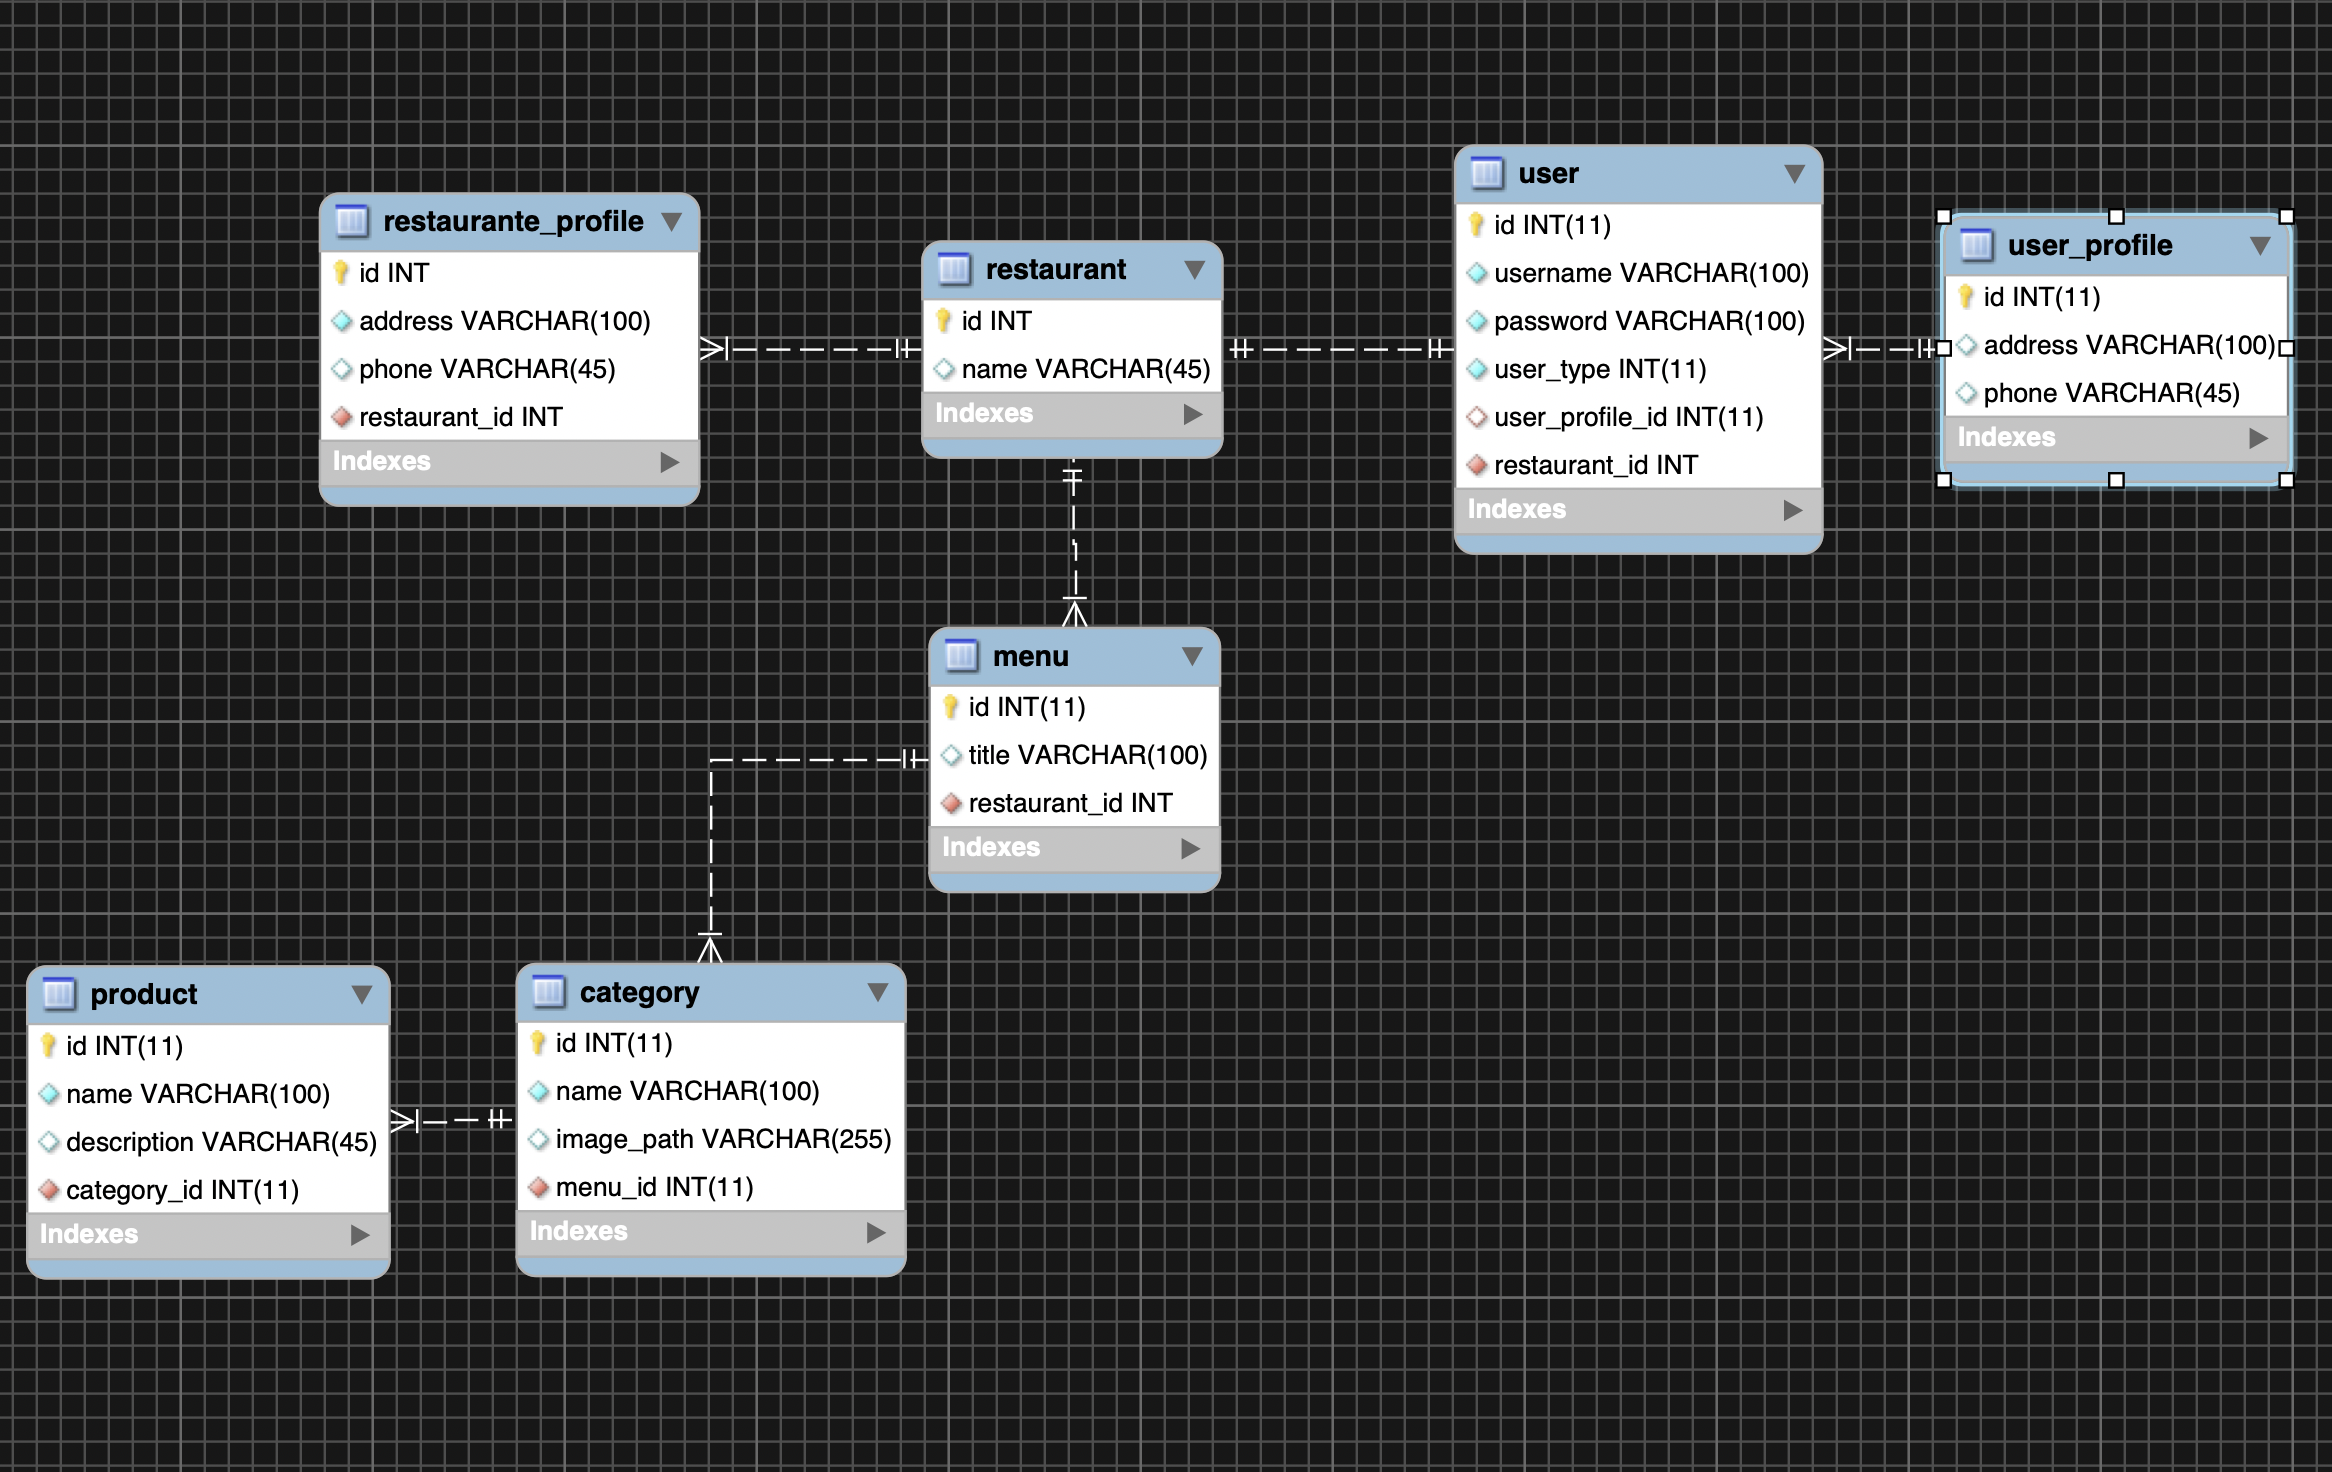 restaurante_profile
id INT
address VARCHAR(100)
phone VARCHAR(45)
restaurant_id INT
Indexes
restaurant
id INT
name VARCHAR(45)
Indexes
user
id INT(11)
username VARCHAR(100)
password VARCHAR(100)
user_type INT(11)
user_profile_id INT(11)
restaurant_id INT
Indexes
user_profile
id INT(11)
address VARCHAR(100)
phone VARCHAR(45)
Indexes
menu
id INT(11)
title VARCHAR(100)
restaurant_id INT
Indexes
product
id INT(11)
name VARCHAR(100)
description VARCHAR(45)
category_id INT(11)
Indexes
category
id INT(11)
name VARCHAR(100)
image_path VARCHAR(255)
menu_id INT(11)
Indexes